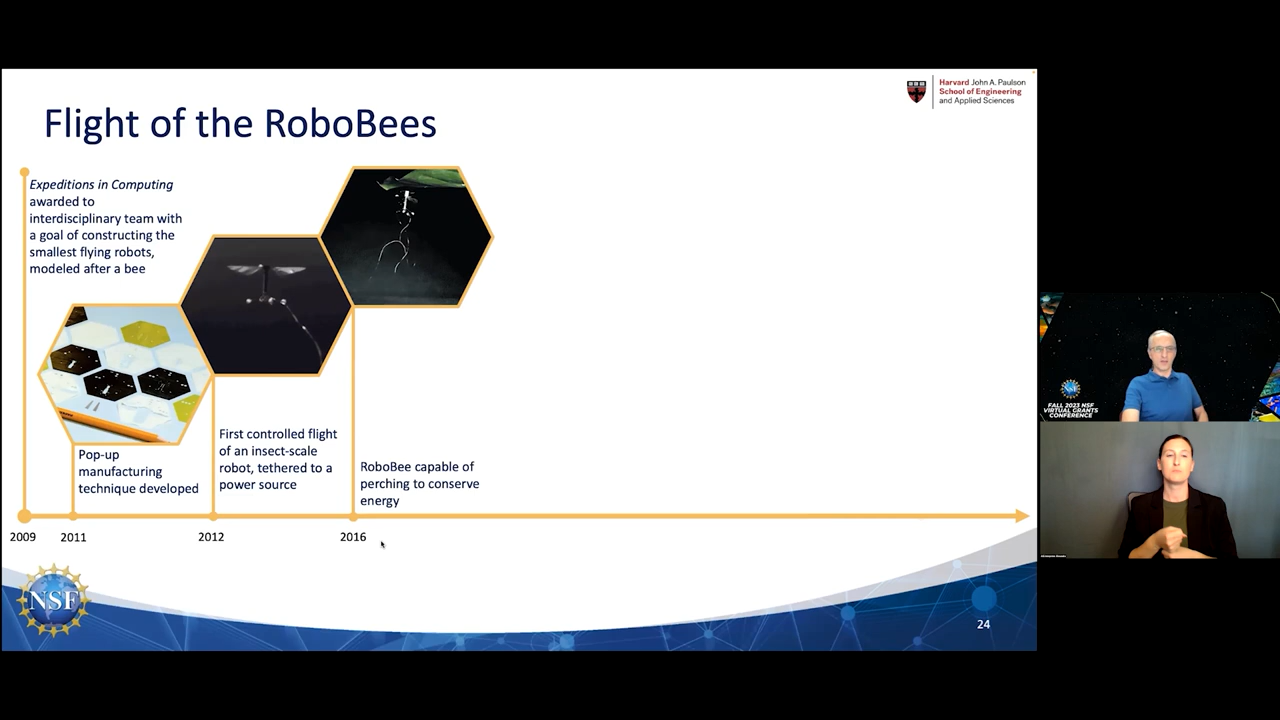 Harvard John A. Paulson
School of Engineering
and Applied Sciences
Flight of the RoboBees
Expeditions in Computing
awarded to
interdisciplinary team with
a goal of constructing the
smallest flying robots,
modeled after a bee
Pop-up
manufacturing
technique developed
First controlled flight
of an insect-scale
robot, tethered to a
power source
RoboBee capable of
perching to conserve
energy
2009
2011
2012
2016
NSF
24
FALL 2023 NSF
VIRTUAL GRANTS
CONFERENCE